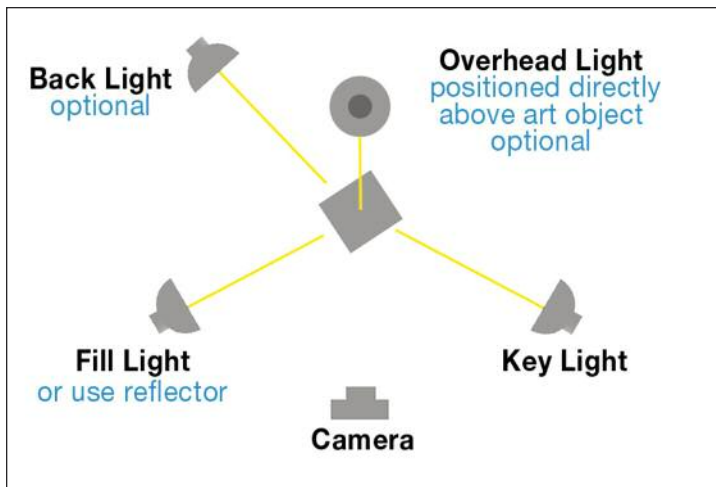 Back Light
optional
Overhead Light
positioned directly
above art object
optional
Fill Light
or use reflector
Key Light
Camera